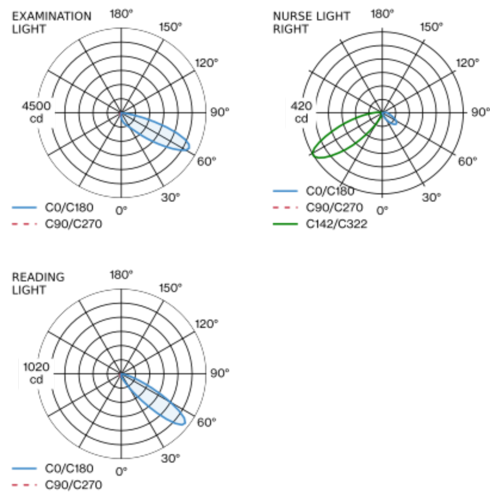 EXAMINATION
LIGHT
180°
150°
120°
4500
cd
90°
60°
30°
0°
C0/C180
C90/C270
NURSE LIGHT
RIGHT
180°
150°
120°
420
cd
90°
60°
30°
0°
C0/C180
C90/C270
C142/C322
READING
LIGHT
180°
150°
120°
1020
cd
90°
60°
30°
0°
C0/C180
C90/C270